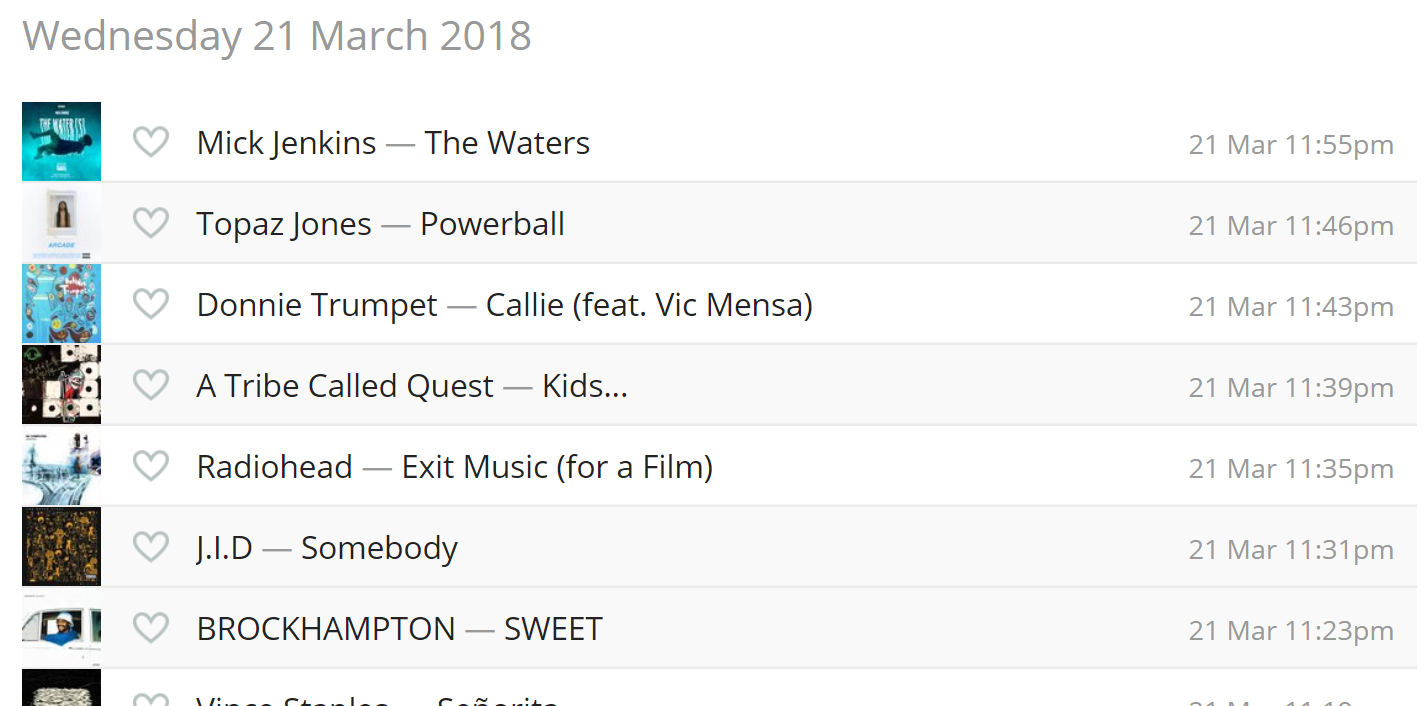 Wednesday 21 March 2018
THE WATER[S]
Mick Jenkins — The Waters 21 Mar 11:55pm
ARCADE
Topaz Jones — Powerball 21 Mar 11:46pm
Donnie Trumpet — Callie (feat. Vic Mensa) 21 Mar 11:43pm
A Tribe Called Quest — Kids... 21 Mar 11:39pm
Radiohead — Exit Music (for a Film) 21 Mar 11:35pm
J.I.D — Somebody 21 Mar 11:31pm
BROCKHAMPTON — SWEET 21 Mar 11:23pm
Vince Staples — Señorita